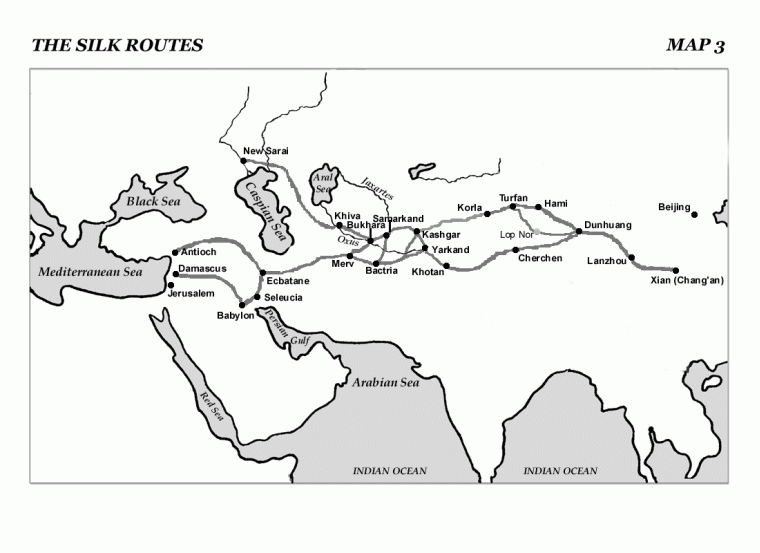 THE SILK ROUTES
MAP 3
New Sarai
Aral
Sea
Jaxartes
Caspian Sea
Black Sea
Turfan
Hami
Korla
Beijing
Khiva
Samarkand
Bukhara
Kashgar
Lop Nor
Dunhuang
Oxus
Yarkand
Antioch
Merv
Cherchen
Lanzhou
Mediterranean Sea
Damascus
Bactria
Khotan
Ecbatane
Xian (Chang'an)
Jerusalem
Seleucia
Babylon
Persian
Gulf
Arabian Sea
Red Sea
INDIAN OCEAN
INDIAN OCEAN